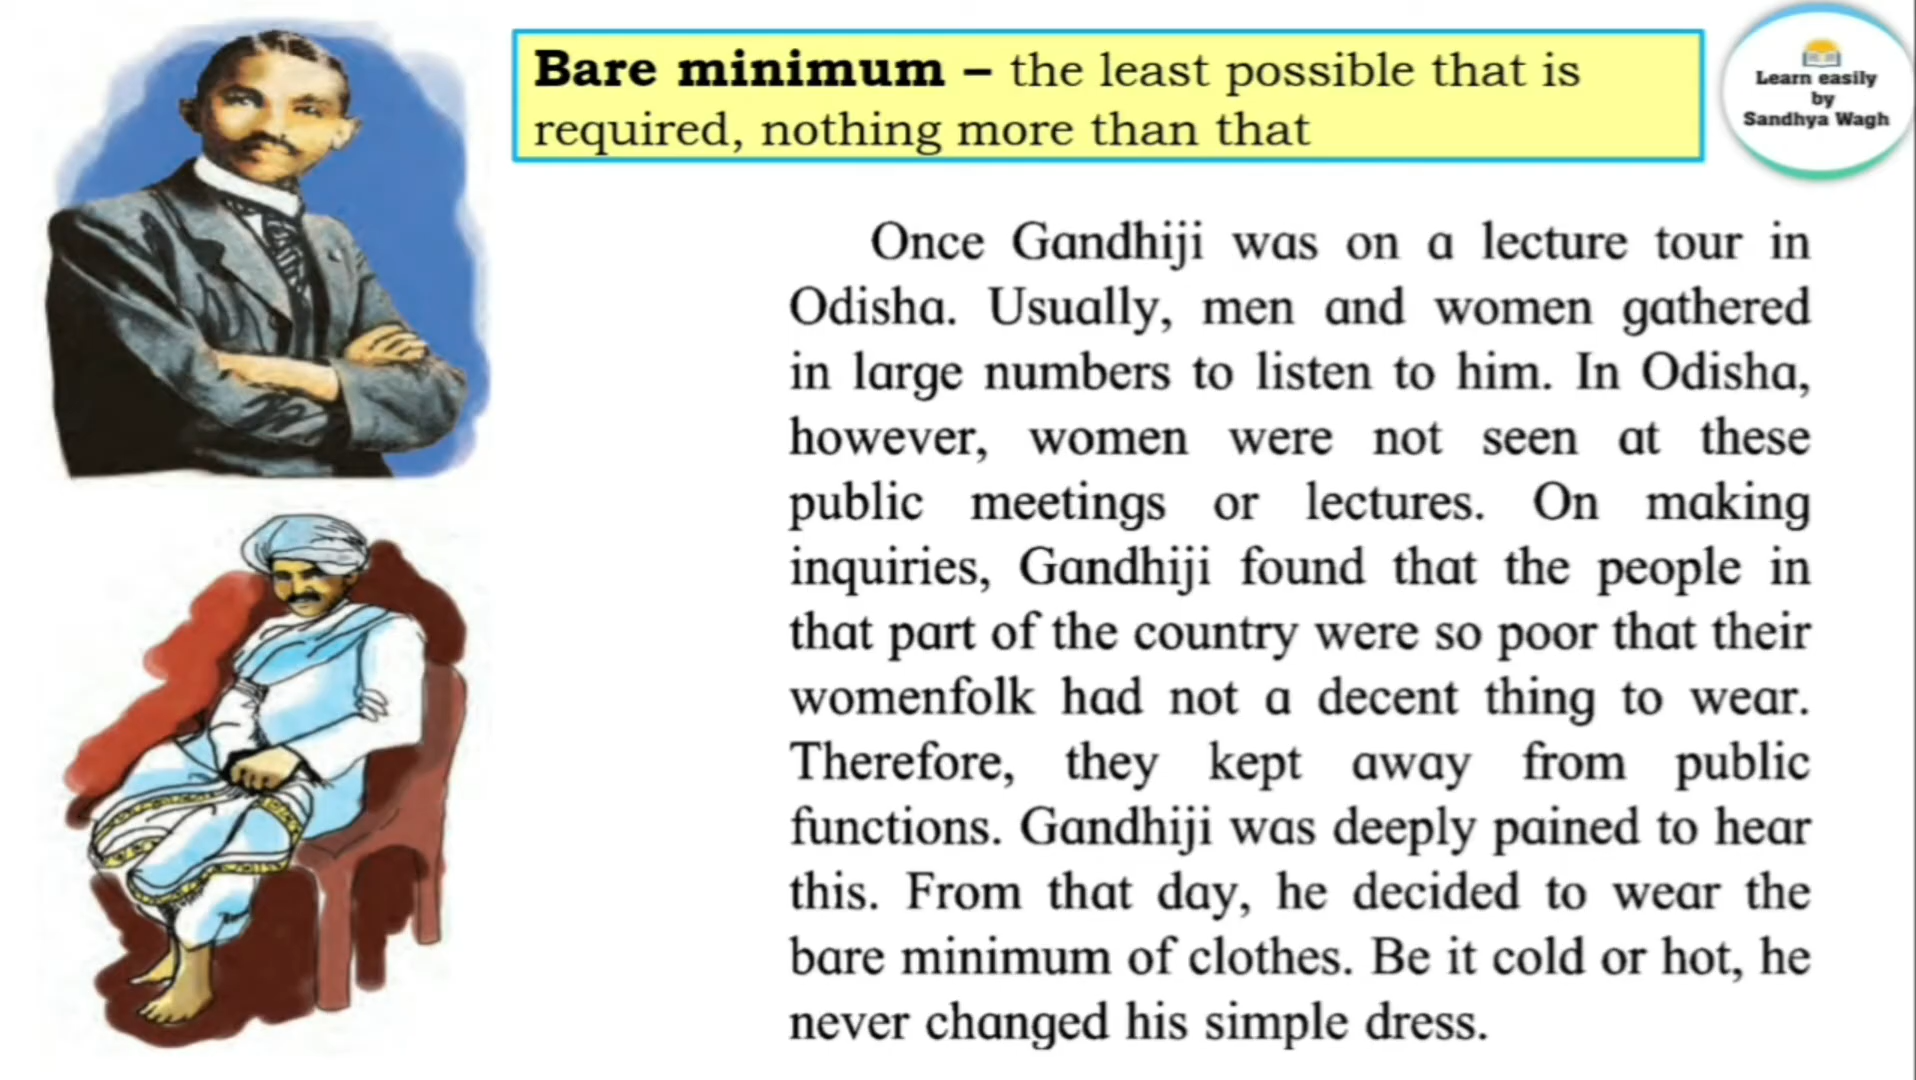 Bare minimum – the least possible that is
required, nothing more than that
Learn easily
by
Sandhya Wagh
Once Gandhiji was on a lecture tour in
Odisha. Usually, men and women gathered
in large numbers to listen to him. In Odisha,
however, women were not seen at these
public meetings or lectures. On making
inquiries, Gandhiji found that the people in
that part of the country were so poor that their
womenfolk had not a decent thing to wear.
Therefore, they kept away from public
functions. Gandhiji was deeply pained to hear
this. From that day, he decided to wear the
bare minimum of clothes. Be it cold or hot, he
never changed his simple dress.